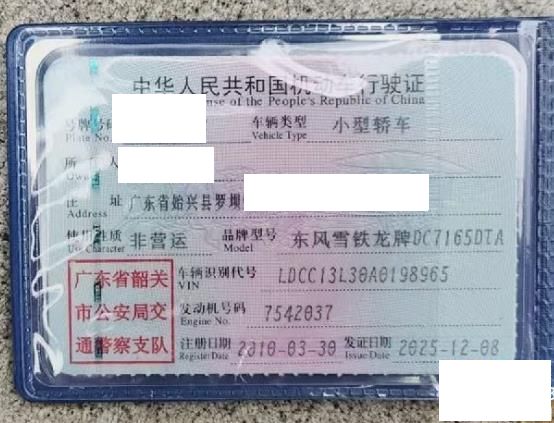 中华人民共和国机动车行驶证
ense of the People's Republic of China
号牌号码
Plate No.
车辆类型 小型轿车
Vehicle Type
所 人
住 址 广东省始兴县罗坝
Address
使用性质 非营运 品牌型号 东风雪铁龙牌DC7165DTA
Use Character Model
广东省韶关
市公安局交
通警察支队
车辆识别代号 LDCC13L30A0198965
VIN
发动机号码 7542037
Engine No.
注册日期 2010-03-30 发证日期 2025-12-08
Register Date Issue Date